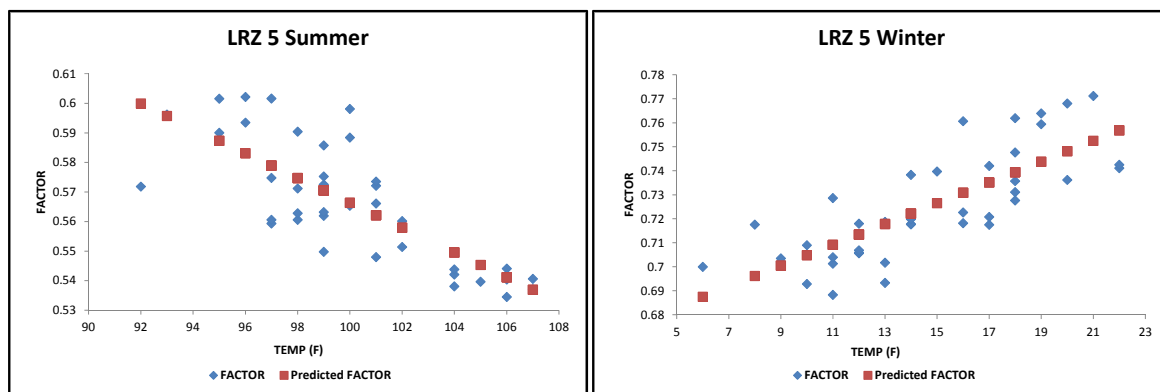 LRZ 5 Summer
0.61
0.6
0.59
0.58
0.57
0.56
0.55
0.54
0.53
FACTOR
90 92 94 96 98 100 102 104 106 108
TEMP (F)
FACTOR Predicted FACTOR
LRZ 5 Winter
0.78
0.77
0.76
0.75
0.74
0.73
0.72
0.71
0.7
0.69
0.68
FACTOR
5 7 9 11 13 15 17 19 21 23
TEMP (F)
FACTOR Predicted FACTOR